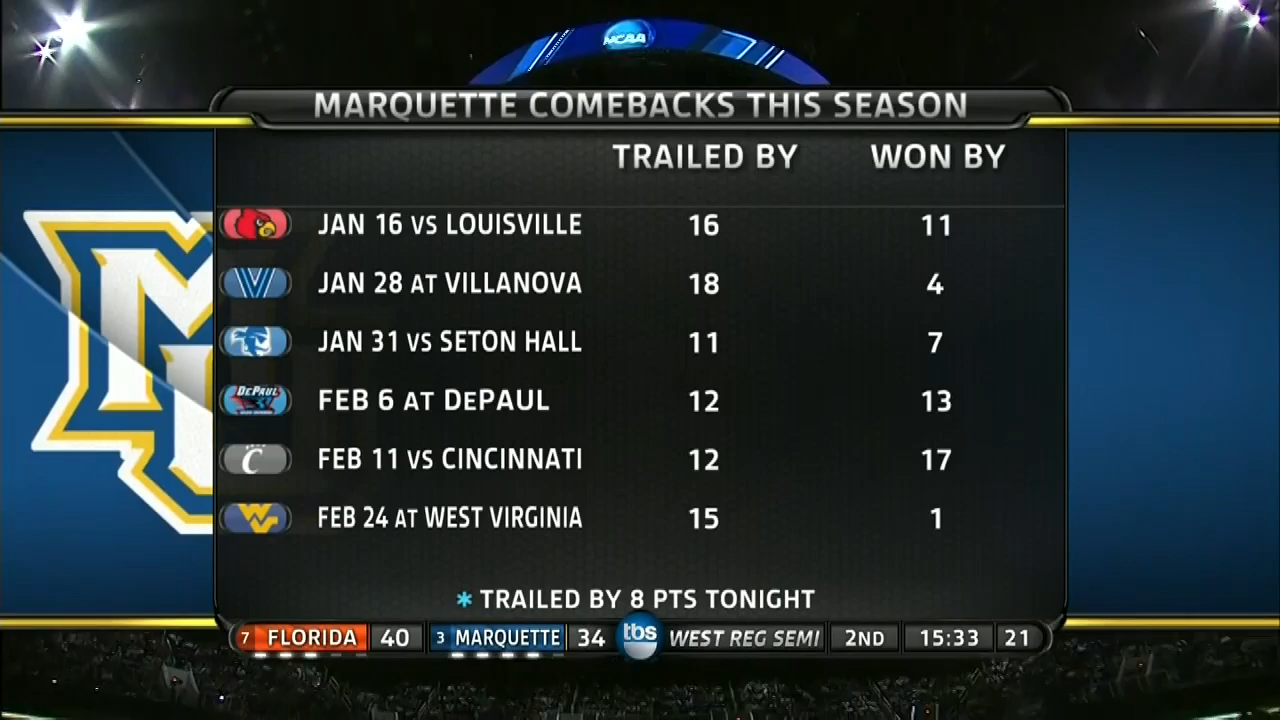 NCAA
MARQUETTE COMEBACKS THIS SEASON
TRAILED BY WON BY
JAN 16 VS LOUISVILLE 16 11
JAN 28 AT VILLANOVA 18 4
JAN 31 VS SETON HALL 11 7
DEPAUL FEB 6 AT DEPAUL 12 13
C FEB 11 VS CINCINNATI 12 17
WV FEB 24 AT WEST VIRGINIA 15 1
* TRAILED BY 8 PTS TONIGHT
7 FLORIDA 40 3 MARQUETTE 34 tbs WEST REG SEMI 2ND 15:33 21